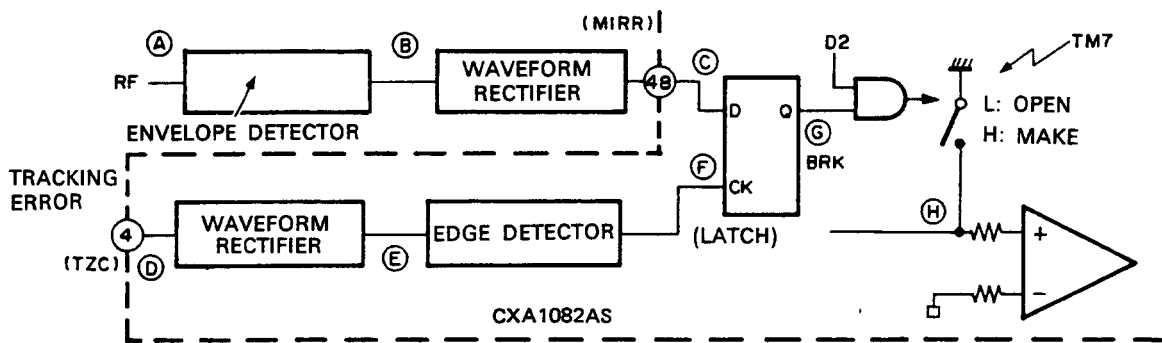 (MIRR)
A
B
C
D2
TM7
RF
WAVEFORM
RECTIFIER
48
D
Q
L: OPEN
H: MAKE
ENVELOPE DETECTOR
G
BRK
F
CK
TRACKING
ERROR
4
WAVEFORM
RECTIFIER
EDGE DETECTOR
(LATCH)
H
+
−
(TZC)
D
E
CXA1082AS